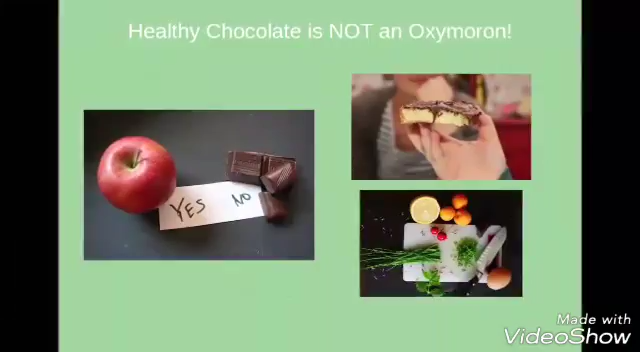 Healthy Chocolate is NOT an Oxymoron!
YES NO
Made with
VideoShow